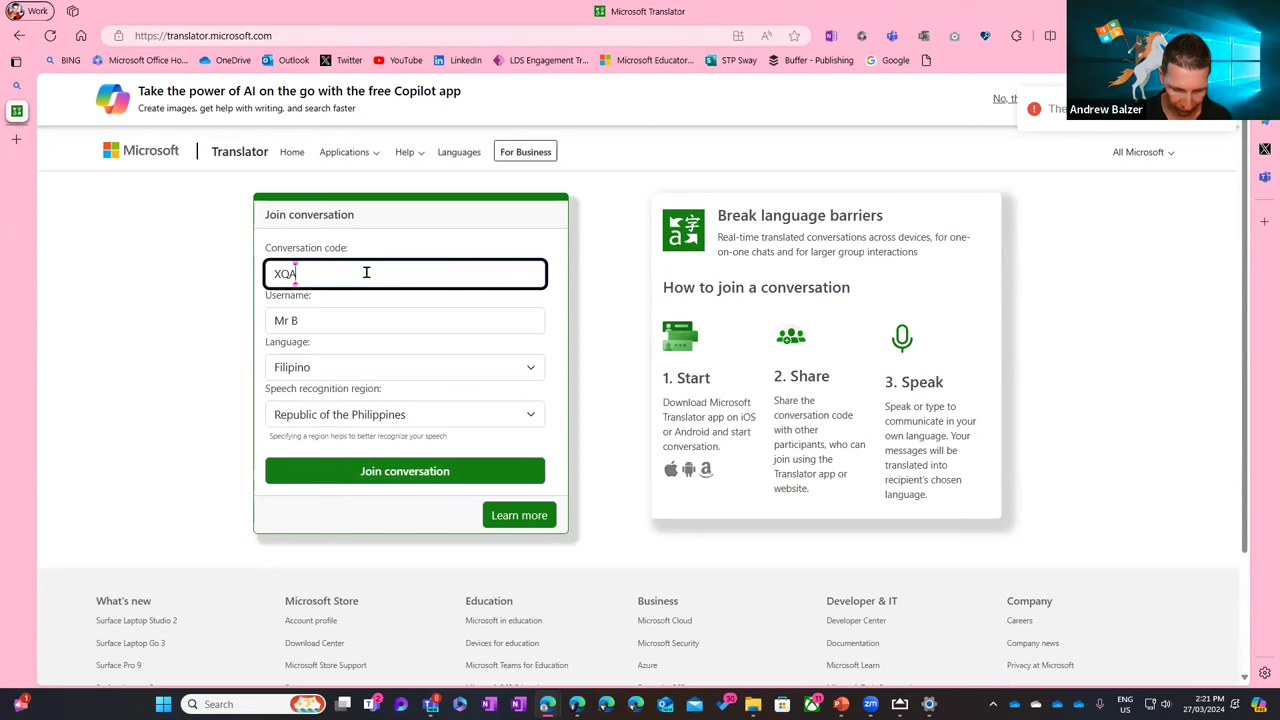 Work
Microsoft Translator
https://translator.microsoft.com
BING
Microsoft Office Ho...
OneDrive
Outlook
Twitter
YouTube
LinkedIn
LDS Engagement Tr...
Microsoft Educator...
STP Sway
Buffer - Publishing
Google
Andrew Balzer
Take the power of AI on the go with the free Copilot app
Create images, get help with writing, and search faster
No, th
The
Microsoft
Translator
Home
Applications
Help
Languages
For Business
All Microsoft
Join conversation
Conversation code:
XQA
Username:
Mr B
Language:
Filipino
Speech recognition region:
Republic of the Philippines
Specifying a region helps to better recognize your speech
Join conversation
Learn more
Break language barriers
Real-time translated conversations across devices, for one-
on-one chats and for larger group interactions
How to join a conversation
1. Start
Download Microsoft
Translator app on iOS
or Android and start
conversation.
2. Share
Share the
conversation code
with other
participants, who can
join using the
Translator app or
website.
3. Speak
Speak or type to
communicate in your
own language. Your
messages will be
translated into
recipient's chosen
language.
What's new
Surface Laptop Studio 2
Surface Laptop Go 3
Surface Pro 9
Microsoft Store
Account profile
Download Center
Microsoft Store Support
Education
Microsoft in education
Devices for education
Microsoft Teams for Education
Business
Microsoft Cloud
Microsoft Security
Azure
Developer & IT
Developer Center
Documentation
Microsoft Learn
Company
Careers
Company news
Privacy at Microsoft
Search
ENG
US
2:21 PM
27/03/2024